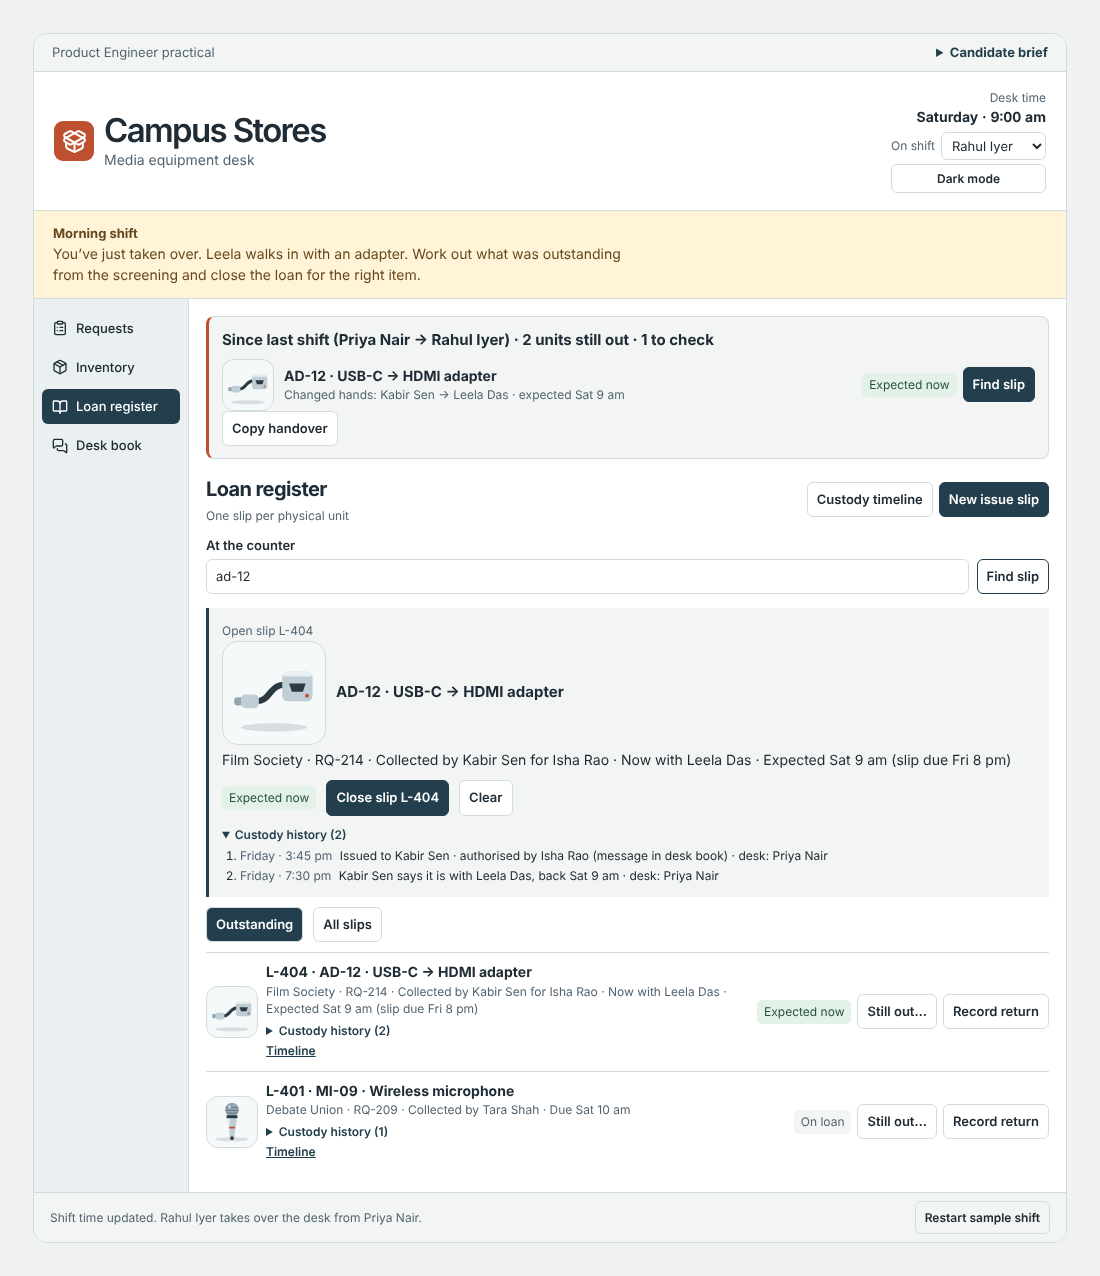 Product Engineer practical
▶ Candidate brief
Campus Stores
Media equipment desk
Desk time
Saturday · 9:00 am
On shift Rahul Iyer
Dark mode
Morning shift
You’ve just taken over. Leela walks in with an adapter. Work out what was outstanding
from the screening and close the loan for the right item.
Requests
Inventory
Loan register
Desk book
Since last shift (Priya Nair → Rahul Iyer) · 2 units still out · 1 to check
AD-12 · USB-C → HDMI adapter
Changed hands: Kabir Sen → Leela Das · expected Sat 9 am
Expected now
Find slip
Copy handover
Loan register
One slip per physical unit
Custody timeline
New issue slip
At the counter
ad-12
Find slip
Open slip L-404
AD-12 · USB-C → HDMI adapter
Film Society · RQ-214 · Collected by Kabir Sen for Isha Rao · Now with Leela Das · Expected Sat 9 am (slip due Fri 8 pm)
Expected now
Close slip L-404
Clear
▼ Custody history (2)
1. Friday · 3:45 pm Issued to Kabir Sen · authorised by Isha Rao (message in desk book) · desk: Priya Nair
2. Friday · 7:30 pm Kabir Sen says it is with Leela Das, back Sat 9 am · desk: Priya Nair
Outstanding
All slips
L-404 · AD-12 · USB-C → HDMI adapter
Film Society · RQ-214 · Collected by Kabir Sen for Isha Rao · Now with Leela Das ·
Expected Sat 9 am (slip due Fri 8 pm)
▶ Custody history (2)
Timeline
Expected now
Still out...
Record return
L-401 · MI-09 · Wireless microphone
Debate Union · RQ-209 · Collected by Tara Shah · Due Sat 10 am
▶ Custody history (1)
Timeline
On loan
Still out...
Record return
Shift time updated. Rahul Iyer takes over the desk from Priya Nair.
Restart sample shift